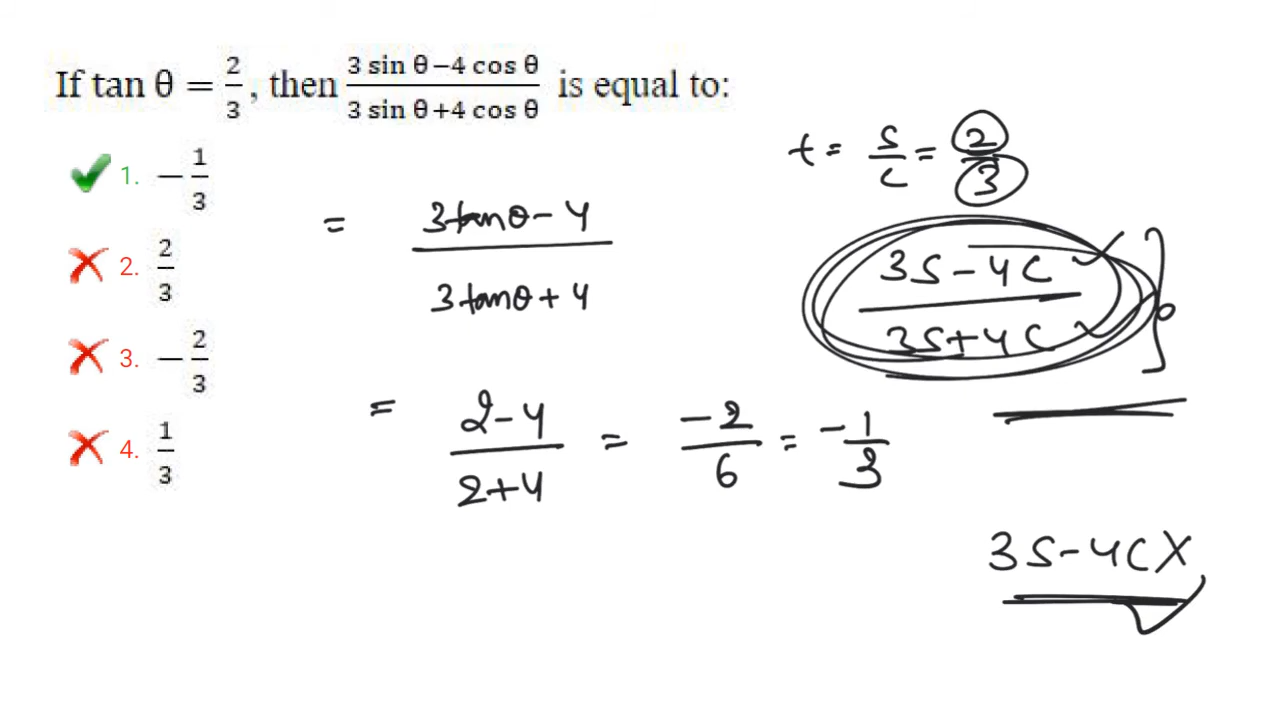 If tan θ = 2/3, then (3 sin θ−4 cos θ)/(3 sin θ+4 cos θ) is equal to:
1. −1/3
2. 2/3
3. −2/3
4. 1/3
= (3tanθ − 4)/(3tanθ + 4)
= (2−4)/(2+4) = −2/6 = −1/3
t = S/C = 2/3
(3S−4C)/(3S+4C)
3S−4C X